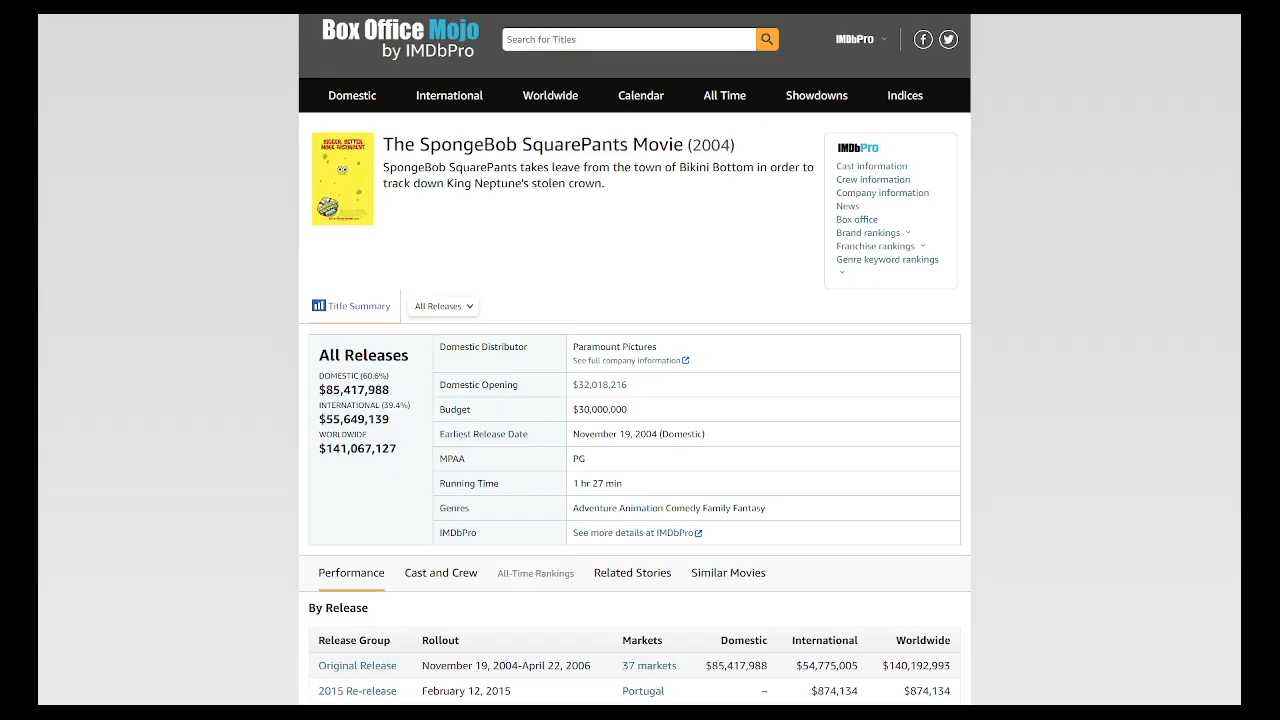 Box Office Mojo
by IMDbPro
Search for Titles
IMDbPro
Domestic International Worldwide Calendar All Time Showdowns Indices
BIGGER. BETTER.
MORE ABSORBENT.
The SpongeBob SquarePants Movie (2004)
SpongeBob SquarePants takes leave from the town of Bikini Bottom in order to
track down King Neptune's stolen crown.
IMDbPro
Cast information
Crew information
Company information
News
Box office
Brand rankings
Franchise rankings
Genre keyword rankings
Title Summary
All Releases
All Releases
DOMESTIC (60.6%)
$85,417,988
INTERNATIONAL (39.4%)
$55,649,139
WORLDWIDE
$141,067,127
Domestic Distributor Paramount Pictures
See full company information
Domestic Opening $32,018,216
Budget $30,000,000
Earliest Release Date November 19, 2004 (Domestic)
MPAA PG
Running Time 1 hr 27 min
Genres Adventure Animation Comedy Family Fantasy
IMDbPro See more details at IMDbPro
Performance Cast and Crew All-Time Rankings Related Stories Similar Movies
By Release
Release Group Rollout Markets Domestic International Worldwide
Original Release November 19, 2004-April 22, 2006 37 markets $85,417,988 $54,775,005 $140,192,993
2015 Re-release February 12, 2015 Portugal – $874,134 $874,134